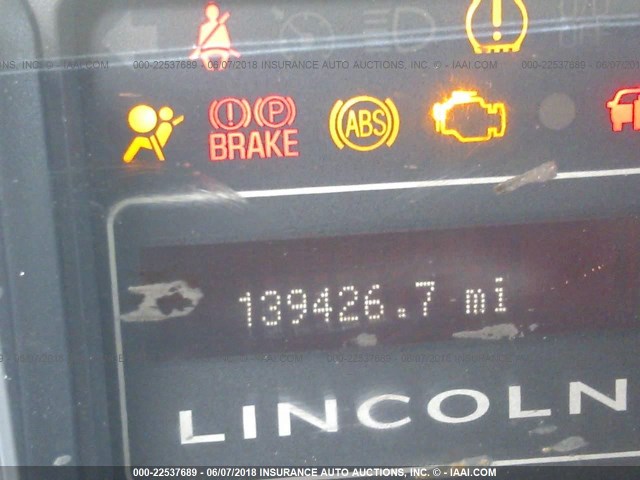 000-22537689 - 06/07/2018 INSURANCE AUTO AUCTIONS, INC. - IAAI.COM
! P
BRAKE
ABS
139426.7 mi
LINCOLN
000-22537689 - 06/07/2018 INSURANCE AUTO AUCTIONS, INC. - IAAI.COM